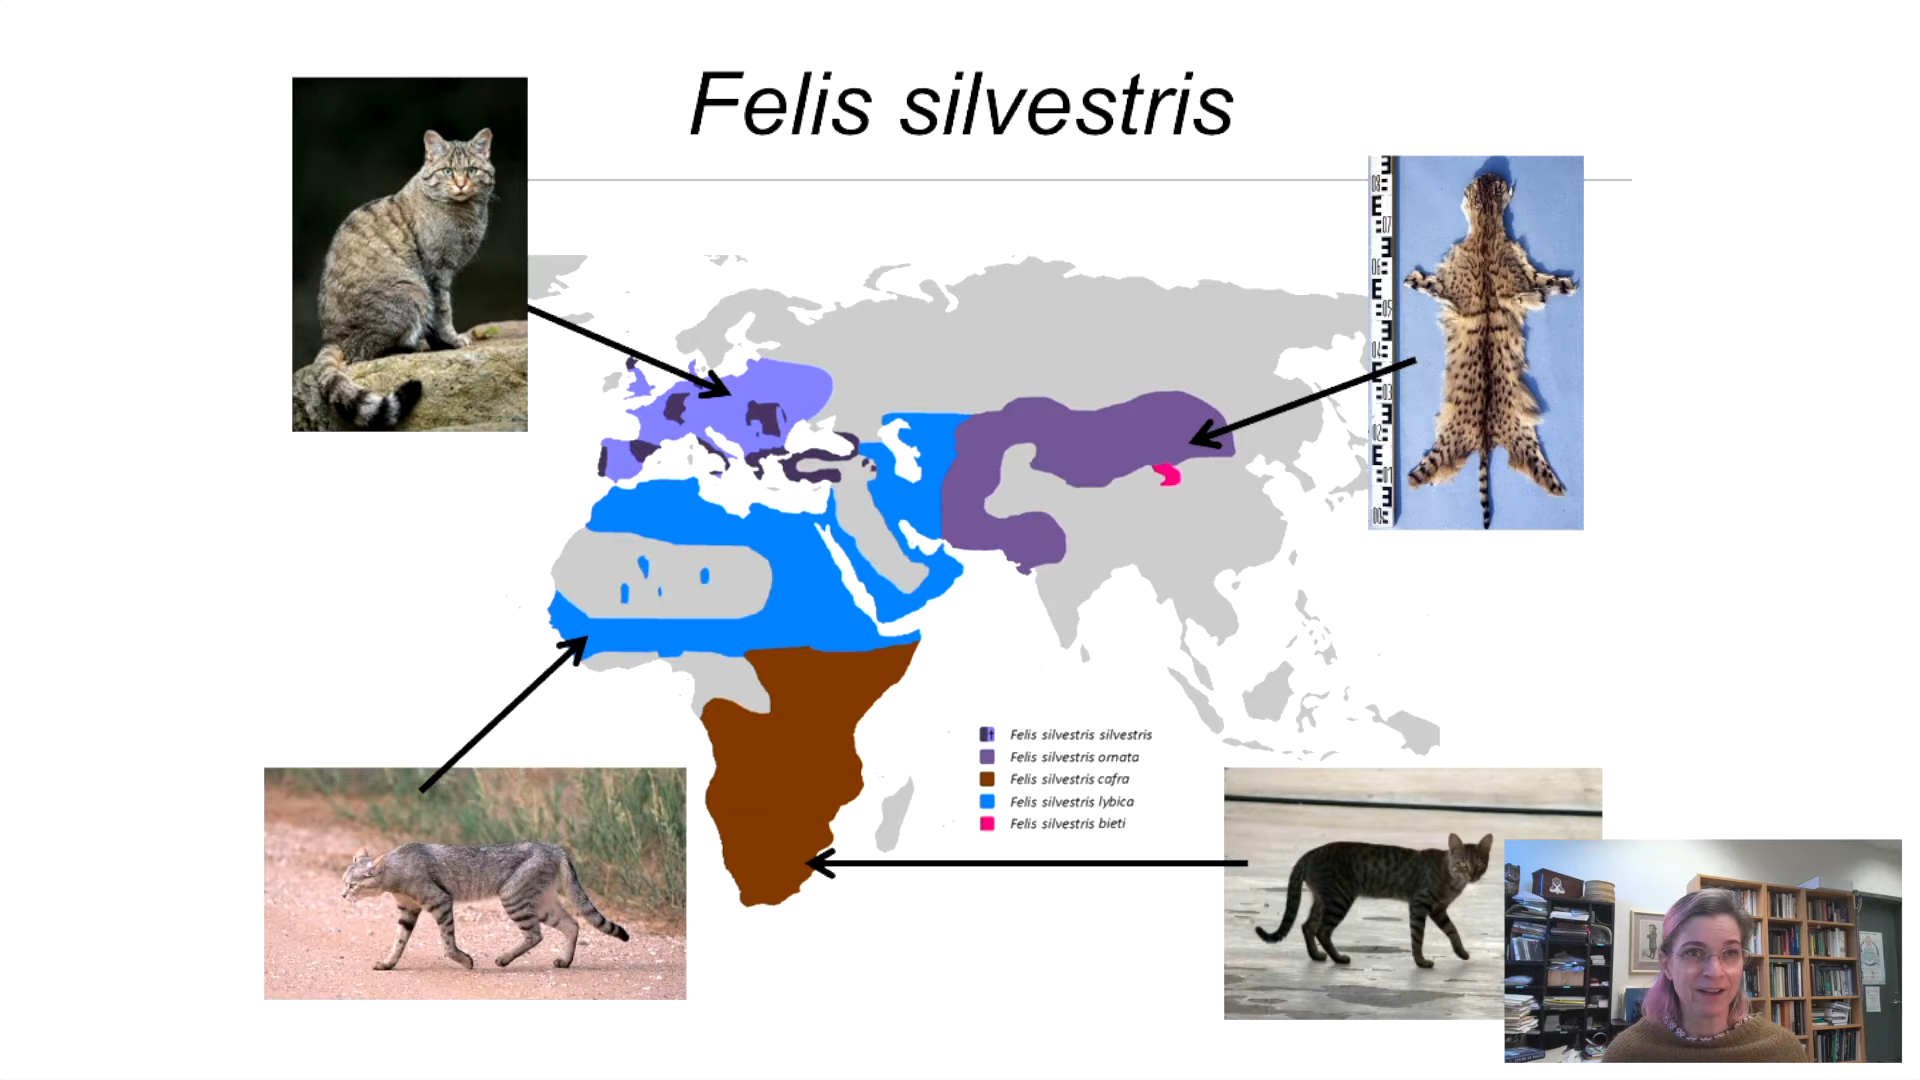 Felis silvestris
Felis silvestris silvestris
Felis silvestris ornata
Felis silvestris cafra
Felis silvestris lybica
Felis silvestris bieti